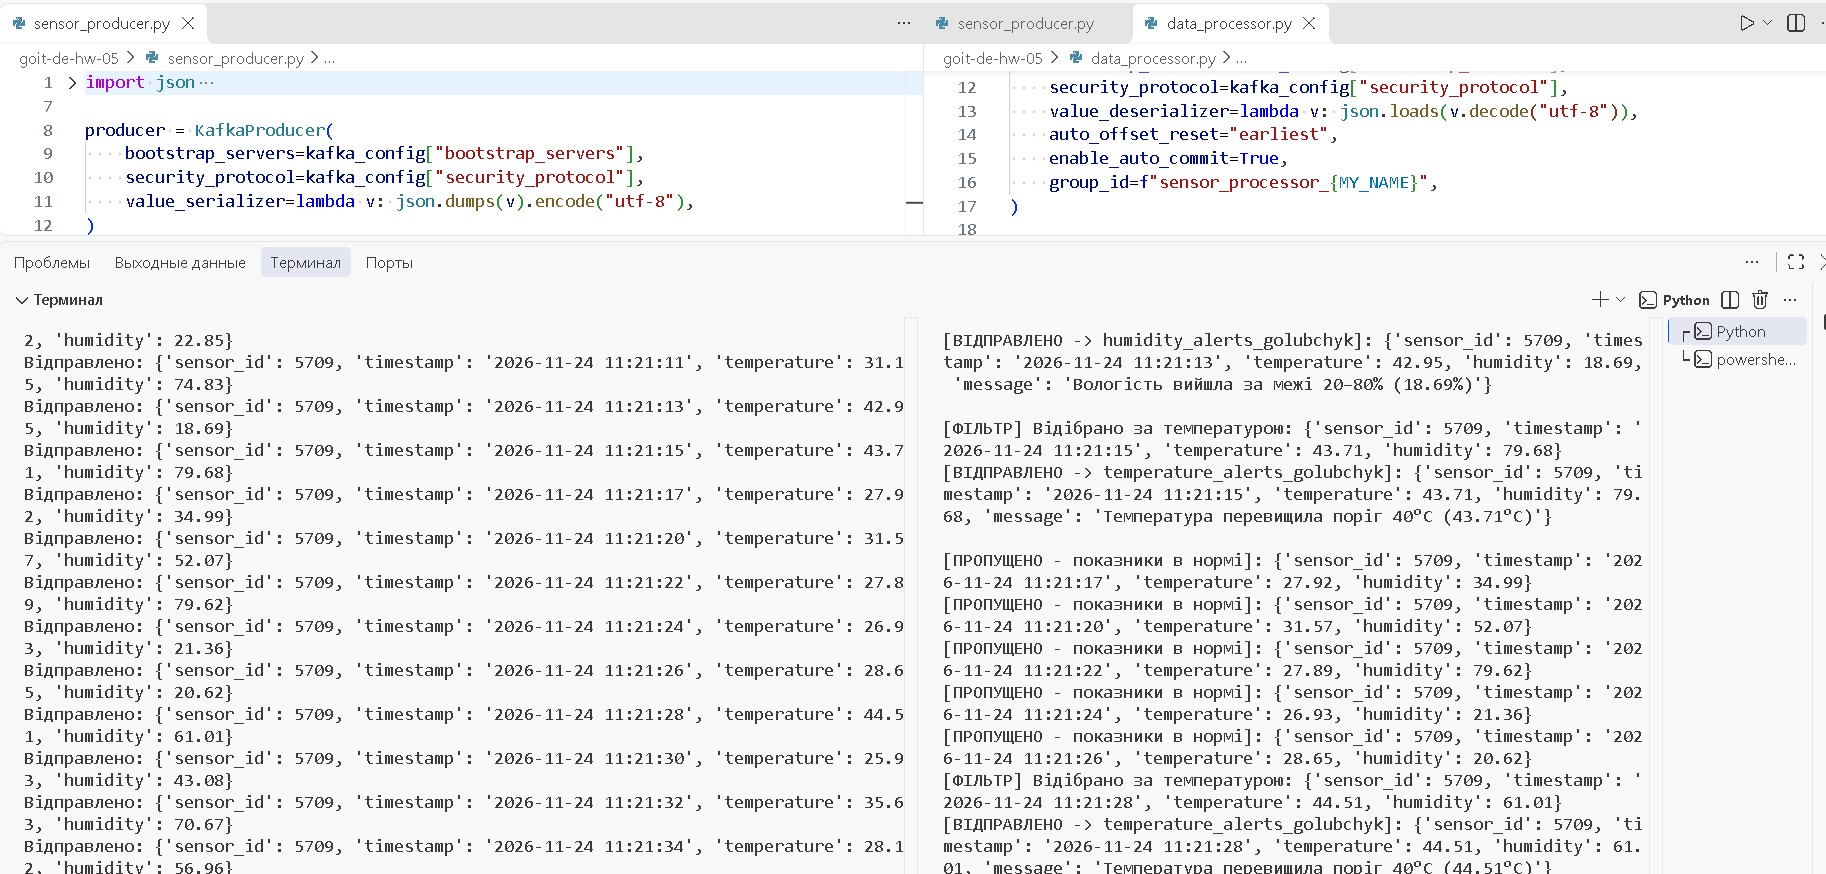 sensor_producer.py
goit-de-hw-05 > sensor_producer.py > ...
1 import json ...
7
8 producer = KafkaProducer(
9 bootstrap_servers=kafka_config["bootstrap_servers"],
10 security_protocol=kafka_config["security_protocol"],
11 value_serializer=lambda v: json.dumps(v).encode("utf-8"),
12 )
sensor_producer.py data_processor.py
goit-de-hw-05 > data_processor.py > ...
12 security_protocol=kafka_config["security_protocol"],
13 value_deserializer=lambda v: json.loads(v.decode("utf-8")),
14 auto_offset_reset="earliest",
15 enable_auto_commit=True,
16 group_id=f"sensor_processor_{MY_NAME}",
17 )
18
Проблемы Выходные данные Терминал Порты
Терминал
Python
2, 'humidity': 22.85}
Відправлено: {'sensor_id': 5709, 'timestamp': '2026-11-24 11:21:11', 'temperature': 31.1
5, 'humidity': 74.83}
Відправлено: {'sensor_id': 5709, 'timestamp': '2026-11-24 11:21:13', 'temperature': 42.9
5, 'humidity': 18.69}
Відправлено: {'sensor_id': 5709, 'timestamp': '2026-11-24 11:21:15', 'temperature': 43.7
1, 'humidity': 79.68}
Відправлено: {'sensor_id': 5709, 'timestamp': '2026-11-24 11:21:17', 'temperature': 27.9
2, 'humidity': 34.99}
Відправлено: {'sensor_id': 5709, 'timestamp': '2026-11-24 11:21:20', 'temperature': 31.5
7, 'humidity': 52.07}
Відправлено: {'sensor_id': 5709, 'timestamp': '2026-11-24 11:21:22', 'temperature': 27.8
9, 'humidity': 79.62}
Відправлено: {'sensor_id': 5709, 'timestamp': '2026-11-24 11:21:24', 'temperature': 26.9
3, 'humidity': 21.36}
Відправлено: {'sensor_id': 5709, 'timestamp': '2026-11-24 11:21:26', 'temperature': 28.6
5, 'humidity': 20.62}
Відправлено: {'sensor_id': 5709, 'timestamp': '2026-11-24 11:21:28', 'temperature': 44.5
1, 'humidity': 61.01}
Відправлено: {'sensor_id': 5709, 'timestamp': '2026-11-24 11:21:30', 'temperature': 25.9
3, 'humidity': 43.08}
Відправлено: {'sensor_id': 5709, 'timestamp': '2026-11-24 11:21:32', 'temperature': 35.6
3, 'humidity': 70.67}
Відправлено: {'sensor_id': 5709, 'timestamp': '2026-11-24 11:21:34', 'temperature': 28.1
2, 'humidity': 56.96}
[ВІДПРАВЛЕНО -> humidity_alerts_golubchyk]: {'sensor_id': 5709, 'times
tamp': '2026-11-24 11:21:13', 'temperature': 42.95, 'humidity': 18.69,
'message': 'Вологість вийшла за межі 20–80% (18.69%)'}
[ФІЛЬТР] Відібрано за температурою: {'sensor_id': 5709, 'timestamp': '
2026-11-24 11:21:15', 'temperature': 43.71, 'humidity': 79.68}
[ВІДПРАВЛЕНО -> temperature_alerts_golubchyk]: {'sensor_id': 5709, 'ti
mestamp': '2026-11-24 11:21:15', 'temperature': 43.71, 'humidity': 79.
68, 'message': 'Температура перевищила поріг 40°C (43.71°C)'}
[ПРОПУЩЕНО - показники в нормі]: {'sensor_id': 5709, 'timestamp': '202
6-11-24 11:21:17', 'temperature': 27.92, 'humidity': 34.99}
[ПРОПУЩЕНО - показники в нормі]: {'sensor_id': 5709, 'timestamp': '202
6-11-24 11:21:20', 'temperature': 31.57, 'humidity': 52.07}
[ПРОПУЩЕНО - показники в нормі]: {'sensor_id': 5709, 'timestamp': '202
6-11-24 11:21:22', 'temperature': 27.89, 'humidity': 79.62}
[ПРОПУЩЕНО - показники в нормі]: {'sensor_id': 5709, 'timestamp': '202
6-11-24 11:21:24', 'temperature': 26.93, 'humidity': 21.36}
[ПРОПУЩЕНО - показники в нормі]: {'sensor_id': 5709, 'timestamp': '202
6-11-24 11:21:26', 'temperature': 28.65, 'humidity': 20.62}
[ФІЛЬТР] Відібрано за температурою: {'sensor_id': 5709, 'timestamp': '
2026-11-24 11:21:28', 'temperature': 44.51, 'humidity': 61.01}
[ВІДПРАВЛЕНО -> temperature_alerts_golubchyk]: {'sensor_id': 5709, 'ti
mestamp': '2026-11-24 11:21:28', 'temperature': 44.51, 'humidity': 61.
01, 'message': 'Температура перевищила поріг 40°C (44.51°C)'}
Python
powershe...